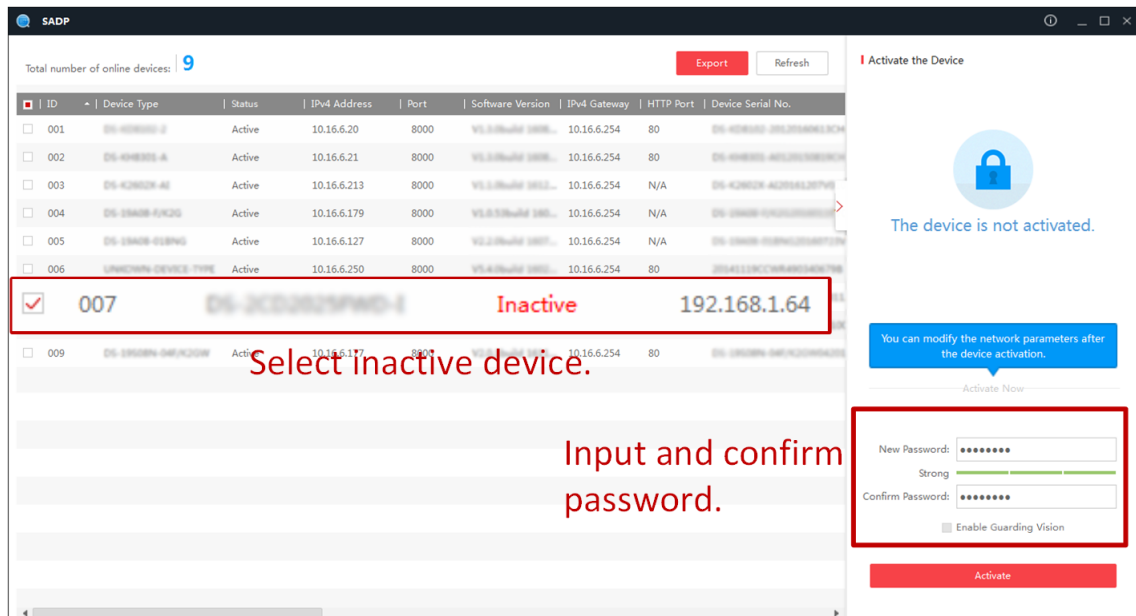 SADP
Total number of online devices: 9
Export
Refresh
ID Device Type Status IPv4 Address Port Software Version IPv4 Gateway HTTP Port Device Serial No.
001 Active 10.16.6.20 8000 10.16.6.254 80
002 Active 10.16.6.21 8000 10.16.6.254 80
003 Active 10.16.6.213 8000 10.16.6.254 N/A
004 Active 10.16.6.179 8000 10.16.6.254 N/A
005 Active 10.16.6.127 8000 10.16.6.254 N/A
006 Active 10.16.6.250 8000 10.16.6.254 80
007 Inactive 192.168.1.64
009 Active 8000 10.16.6.254 80
Select inactive device.
Input and confirm
password.
Activate the Device
The device is not activated.
You can modify the network parameters after
the device activation.
Activate Now
New Password: ●●●●●●●●
Strong
Confirm Password: ●●●●●●●●
Enable Guarding Vision
Activate